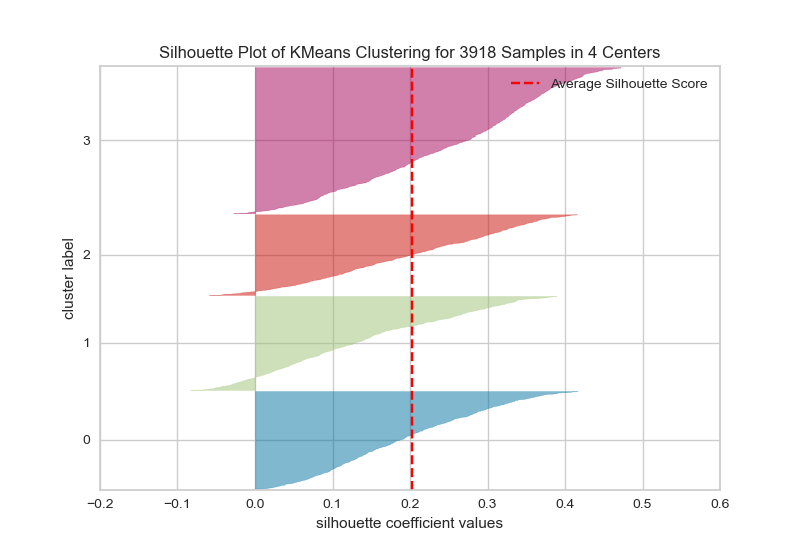 Silhouette Plot of KMeans Clustering for 3918 Samples in 4 Centers
Average Silhouette Score
3
2
1
0
cluster label
−0.2 −0.1 0.0 0.1 0.2 0.3 0.4 0.5 0.6
silhouette coefficient values